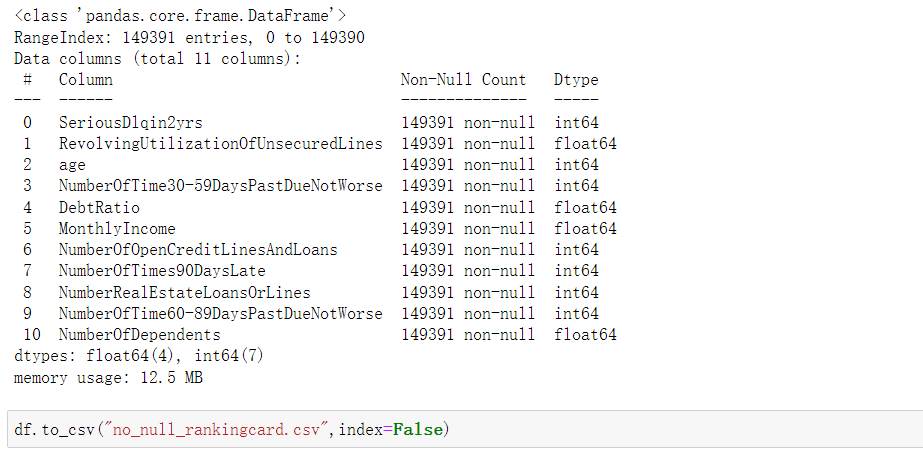 <class 'pandas.core.frame.DataFrame'>
RangeIndex: 149391 entries, 0 to 149390
Data columns (total 11 columns):
 #   Column                                Non-Null Count   Dtype
---  ------                                --------------   -----
 0   SeriousDlqin2yrs                      149391 non-null  int64
 1   RevolvingUtilizationOfUnsecuredLines  149391 non-null  float64
 2   age                                   149391 non-null  int64
 3   NumberOfTime30-59DaysPastDueNotWorse  149391 non-null  int64
 4   DebtRatio                             149391 non-null  float64
 5   MonthlyIncome                         149391 non-null  float64
 6   NumberOfOpenCreditLinesAndLoans       149391 non-null  int64
 7   NumberOfTimes90DaysLate               149391 non-null  int64
 8   NumberRealEstateLoansOrLines          149391 non-null  int64
 9   NumberOfTime60-89DaysPastDueNotWorse  149391 non-null  int64
 10  NumberOfDependents                    149391 non-null  float64
dtypes: float64(4), int64(7)
memory usage: 12.5 MB
df.to_csv("no_null_rankingcard.csv",index=False)